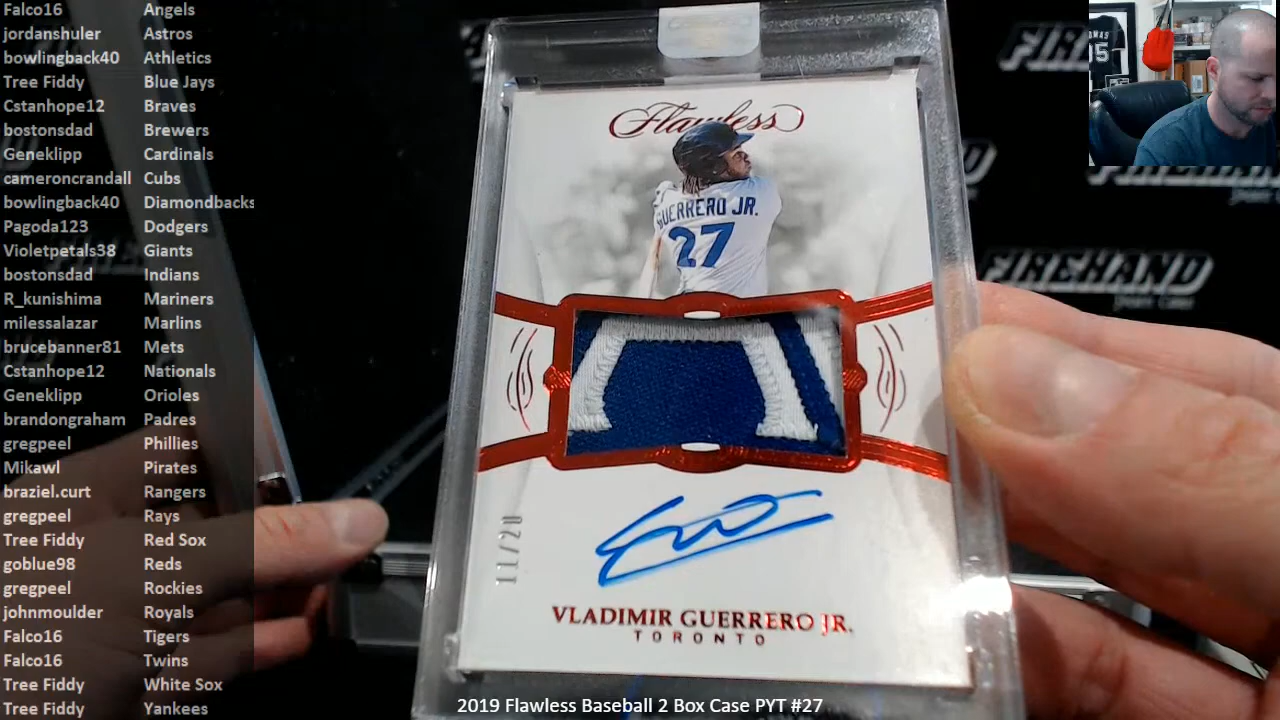 Falco16 Angels
jordanshuler Astros
bowlingback40 Athletics
Tree Fiddy Blue Jays
Cstanhope12 Braves
bostonsdad Brewers
Geneklipp Cardinals
cameroncrandall Cubs
bowlingback40 Diamondbacks
Pagoda123 Dodgers
Violetpetals38 Giants
bostonsdad Indians
R_kunishima Mariners
milessalazar Marlins
brucebanner81 Mets
Cstanhope12 Nationals
Geneklipp Orioles
brandongraham Padres
gregpeel Phillies
Mikawl Pirates
braziel.curt Rangers
gregpeel Rays
Tree Fiddy Red Sox
goblue98 Reds
gregpeel Rockies
johnmoulder Royals
Falco16 Tigers
Falco16 Twins
Tree Fiddy White Sox
Tree Fiddy Yankees
Flawless
GUERRERO JR.
27
11/20
VLADIMIR GUERRERO JR.
TORONTO
2019 Flawless Baseball 2 Box Case PYT #27
FIREHAND
FIREHAND